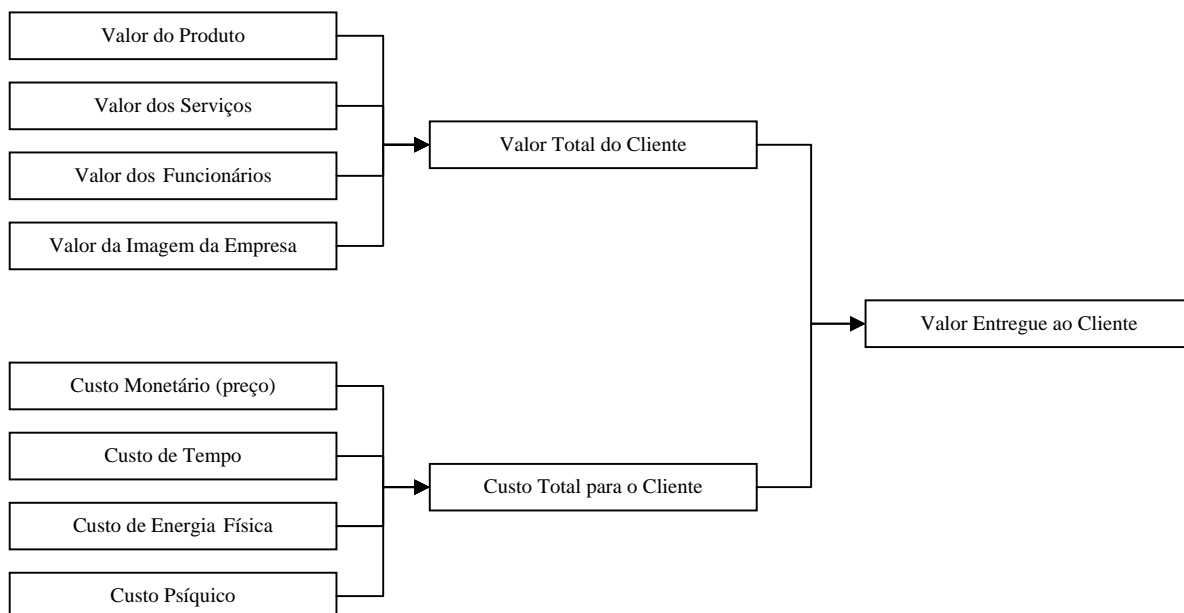 Valor do Produto
Valor dos Serviços
Valor dos Funcionários
Valor da Imagem da Empresa
Valor Total do Cliente
Valor Entregue ao Cliente
Custo Monetário (preço)
Custo de Tempo
Custo de Energia Física
Custo Psíquico
Custo Total para o Cliente